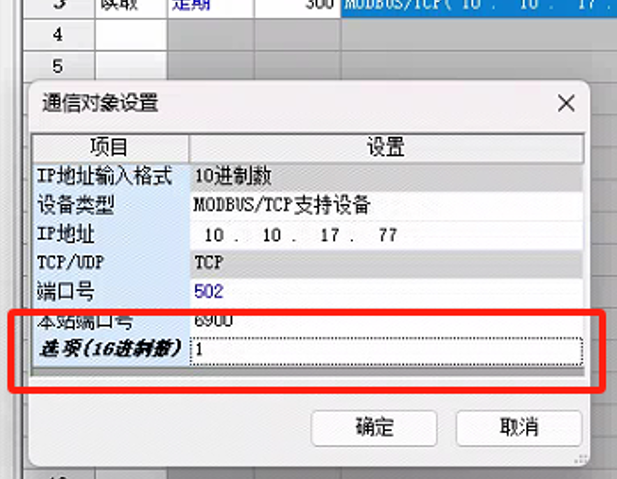 3 读取 定期 300 MODBUS/TCP( 10 . 10 . 17 .
4
5
通信对象设置
项目 设置
IP地址输入格式 10进制数
设备类型 MODBUS/TCP支持设备
IP地址 10 . 10 . 17 . 77
TCP/UDP TCP
端口号 502
本站端口号 6900
选项(16进制数) 1
确定 取消